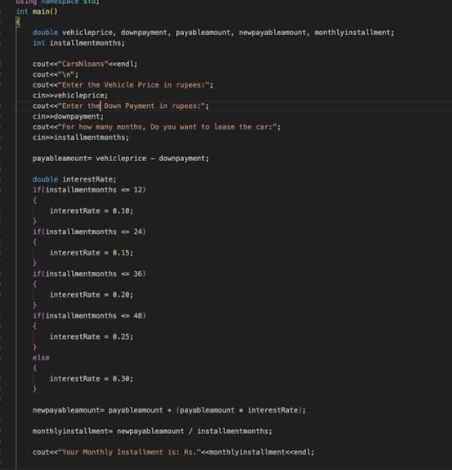 using namespace std;
int main()
{
double vehicleprice, downpayment, payableamount, newpayableamount, monthlyinstallment;
int installmentmonths;
cout<<"CarsNloans"<<endl;
cout<<"\n";
cout<<"Enter the Vehicle Price in rupees:";
cin>>vehicleprice;
cout<<"Enter the Down Payment in rupees:";
cin>>downpayment;
cout<<"For how many months, Do you want to lease the car:";
cin>>installmentmonths;
payableamount= vehicleprice - downpayment;
double interestRate;
if(installmentmonths <= 12)
{
interestRate = 0.10;
}
if(installmentmonths <= 24)
{
interestRate = 0.15;
}
if(installmentmonths <= 36)
{
interestRate = 0.20;
}
if(installmentmonths <= 48)
{
interestRate = 0.25;
}
else
{
interestRate = 0.30;
}
newpayableamount= payableamount + (payableamount * interestRate);
monthlyinstallment= newpayableamount / installmentmonths;
cout<<"Your Monthly Installment is: Rs."<<monthlyinstallment<<endl;